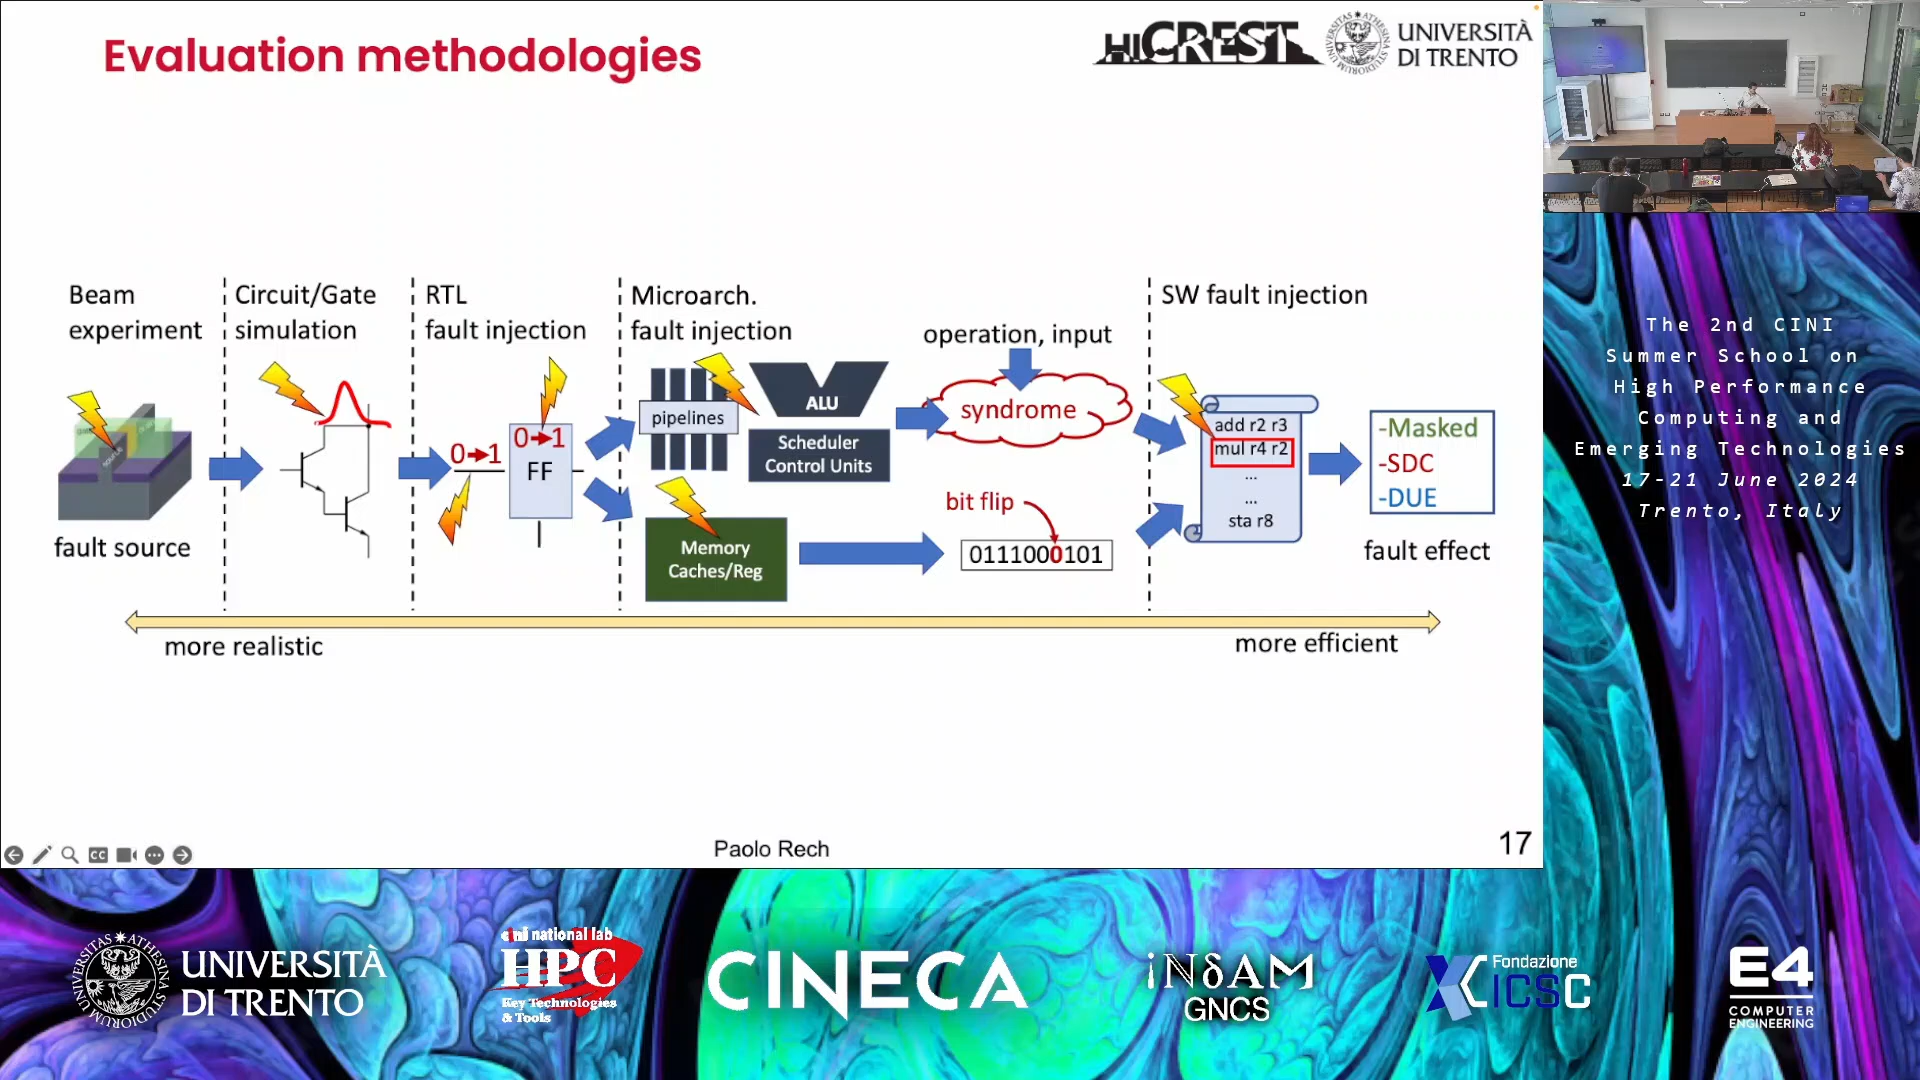 Evaluation methodologies
HiCREST
UNIVERSITÀ
DI TRENTO
Beam
experiment
Circuit/Gate
simulation
RTL
fault injection
Microarch.
fault injection
operation, input
SW fault injection
fault source
0→1
0→1
FF
pipelines
ALU
Scheduler
Control Units
Memory
Caches/Reg
syndrome
bit flip
0111000101
add r2 r3
mul r4 r2
...
...
sta r8
-Masked
-SDC
-DUE
fault effect
more realistic
more efficient
Paolo Rech
17
The 2nd CINI
Summer School on
High Performance
Computing and
Emerging Technologies
17-21 June 2024
Trento, Italy
UNIVERSITÀ
DI TRENTO
cini national lab
HPC
Key Technologies
& Tools
CINECA
iNδAM
GNCS
Fondazione
ICSC
E4
COMPUTER
ENGINEERING